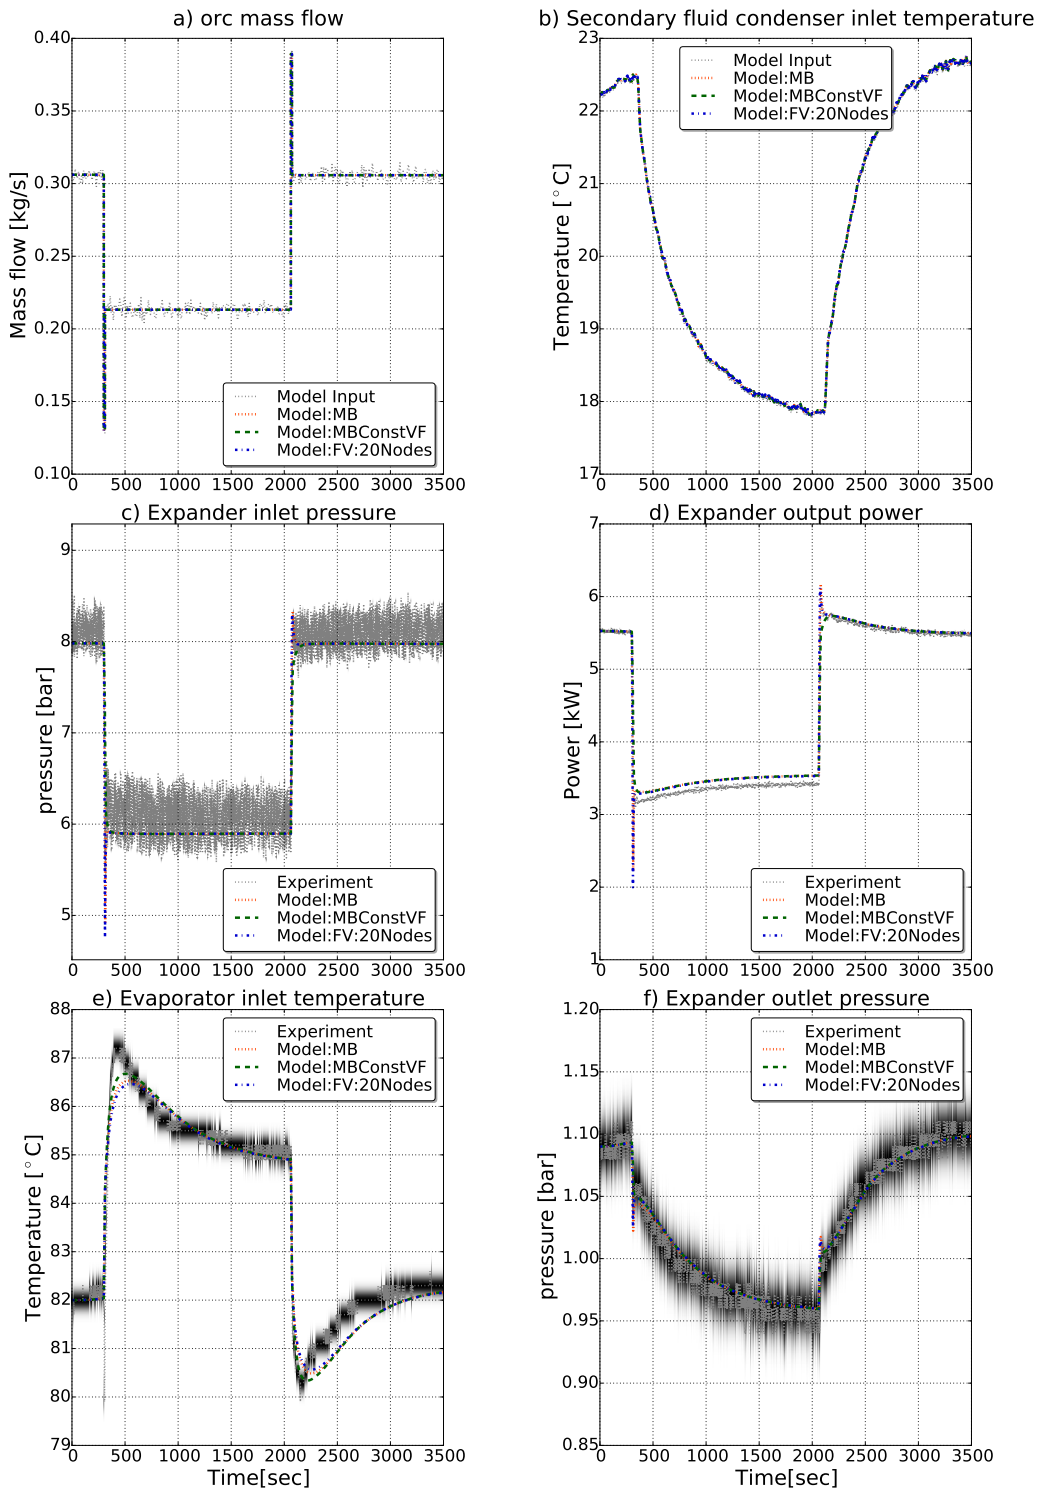 a) orc mass flow
0.40
0.35
0.30
0.25
0.20
0.15
0.10
Mass flow [kg/s]
Model Input
Model:MB
Model:MBConstVF
Model:FV:20Nodes
0 500 1000 1500 2000 2500 3000 3500
b) Secondary fluid condenser inlet temperature
23
22
21
20
19
18
17
Temperature [°C]
Model Input
Model:MB
Model:MBConstVF
Model:FV:20Nodes
0 500 1000 1500 2000 2500 3000 3500
c) Expander inlet pressure
9
8
7
6
5
pressure [bar]
Experiment
Model:MB
Model:MBConstVF
Model:FV:20Nodes
0 500 1000 1500 2000 2500 3000 3500
d) Expander output power
7
6
5
4
3
2
1
Power [kW]
Experiment
Model:MB
Model:MBConstVF
Model:FV:20Nodes
0 500 1000 1500 2000 2500 3000 3500
e) Evaporator inlet temperature
88
87
86
85
84
83
82
81
80
79
Temperature [°C]
Experiment
Model:MB
Model:MBConstVF
Model:FV:20Nodes
0 500 1000 1500 2000 2500 3000 3500
Time[sec]
f) Expander outlet pressure
1.20
1.15
1.10
1.05
1.00
0.95
0.90
0.85
pressure [bar]
Experiment
Model:MB
Model:MBConstVF
Model:FV:20Nodes
0 500 1000 1500 2000 2500 3000 3500
Time[sec]